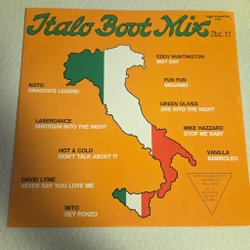 Italo Boot Mix
Vol. 11
EDDY HUNTINGTON
MAY DAY
KOTO
DRAGON'S LEGEND
FUN FUN
MEGAMIX
GREEN OLIVES
JIVE INTO THE NIGHT
LASERDANCE
SHOTGUN INTO THE NIGHT
MIKE HAZZARD
STOP ME BABY
HOT & COLD
DON'T TALK ABOUT IT
VANILLA
BAMBOLEO
DAVID LYME
NEVER SAY YOU LOVE ME
MITO
HEY FONZO